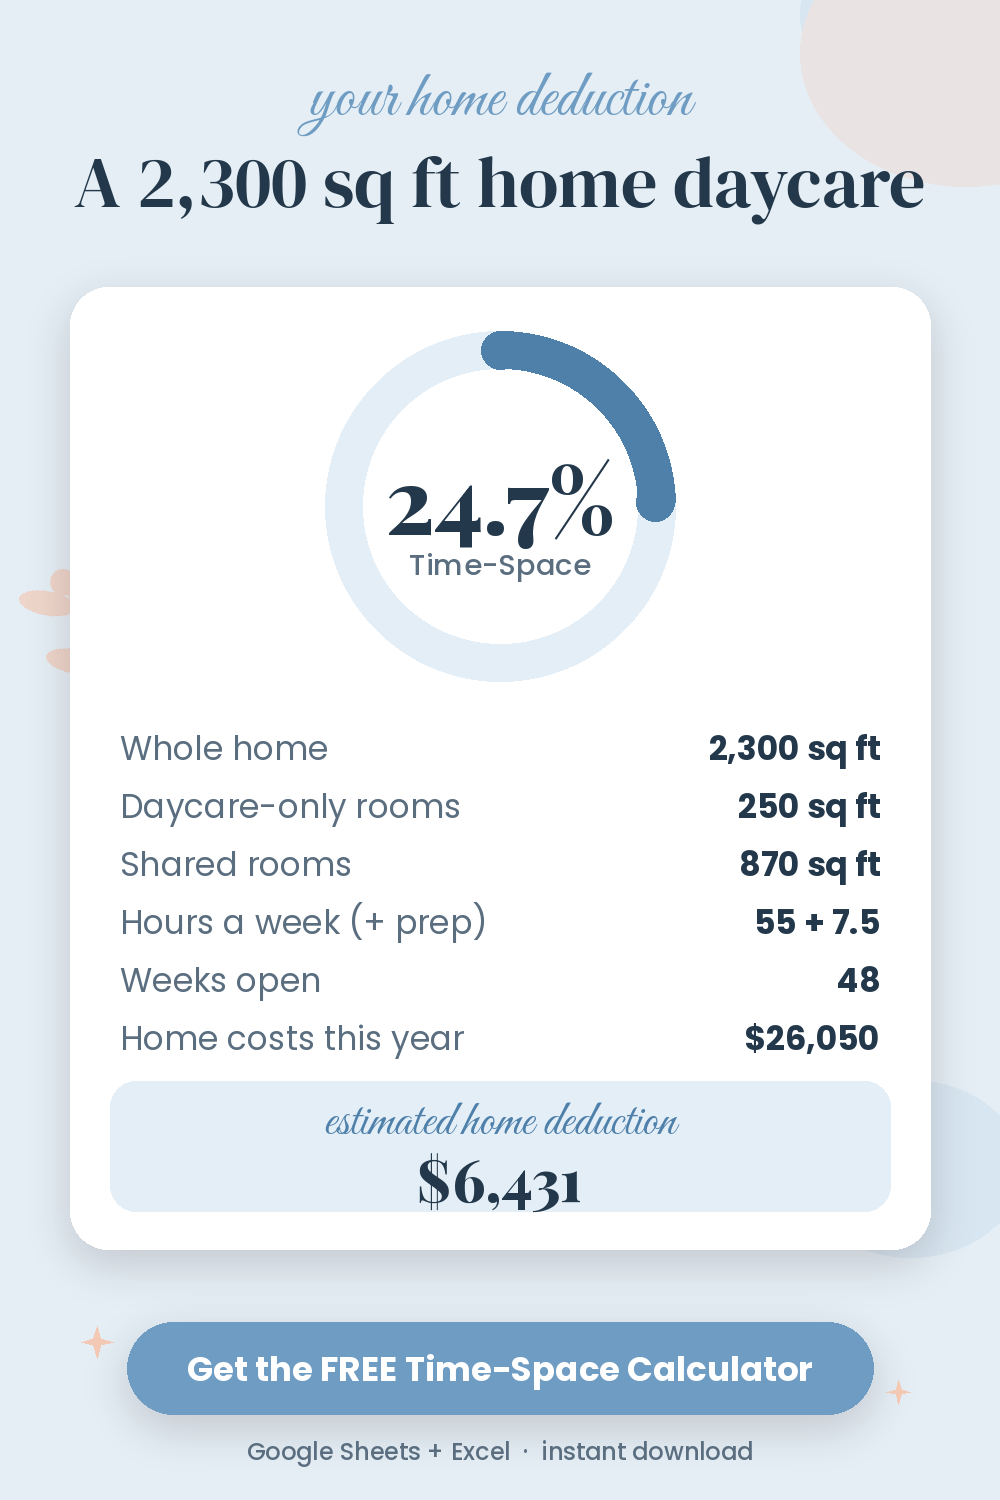 your home deduction
A 2,300 sq ft home daycare
24.7%
Time-Space
Whole home 2,300 sq ft
Daycare-only rooms 250 sq ft
Shared rooms 870 sq ft
Hours a week (+ prep) 55 + 7.5
Weeks open 48
Home costs this year $26,050
estimated home deduction
$6,431
Get the FREE Time-Space Calculator
Google Sheets + Excel · instant download